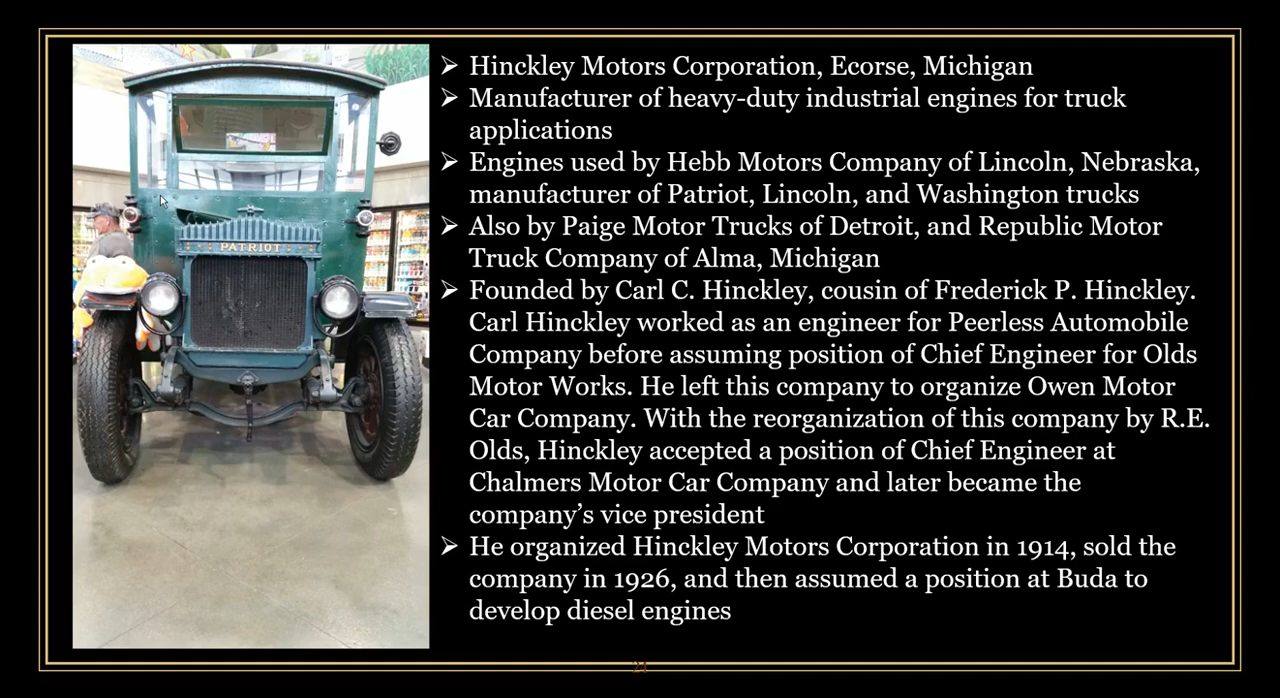 PATRIOT
Hinckley Motors Corporation, Ecorse, Michigan
Manufacturer of heavy-duty industrial engines for truck
applications
Engines used by Hebb Motors Company of Lincoln, Nebraska,
manufacturer of Patriot, Lincoln, and Washington trucks
Also by Paige Motor Trucks of Detroit, and Republic Motor
Truck Company of Alma, Michigan
Founded by Carl C. Hinckley, cousin of Frederick P. Hinckley.
Carl Hinckley worked as an engineer for Peerless Automobile
Company before assuming position of Chief Engineer for Olds
Motor Works. He left this company to organize Owen Motor
Car Company. With the reorganization of this company by R.E.
Olds, Hinckley accepted a position of Chief Engineer at
Chalmers Motor Car Company and later became the
company’s vice president
He organized Hinckley Motors Corporation in 1914, sold the
company in 1926, and then assumed a position at Buda to
develop diesel engines
24